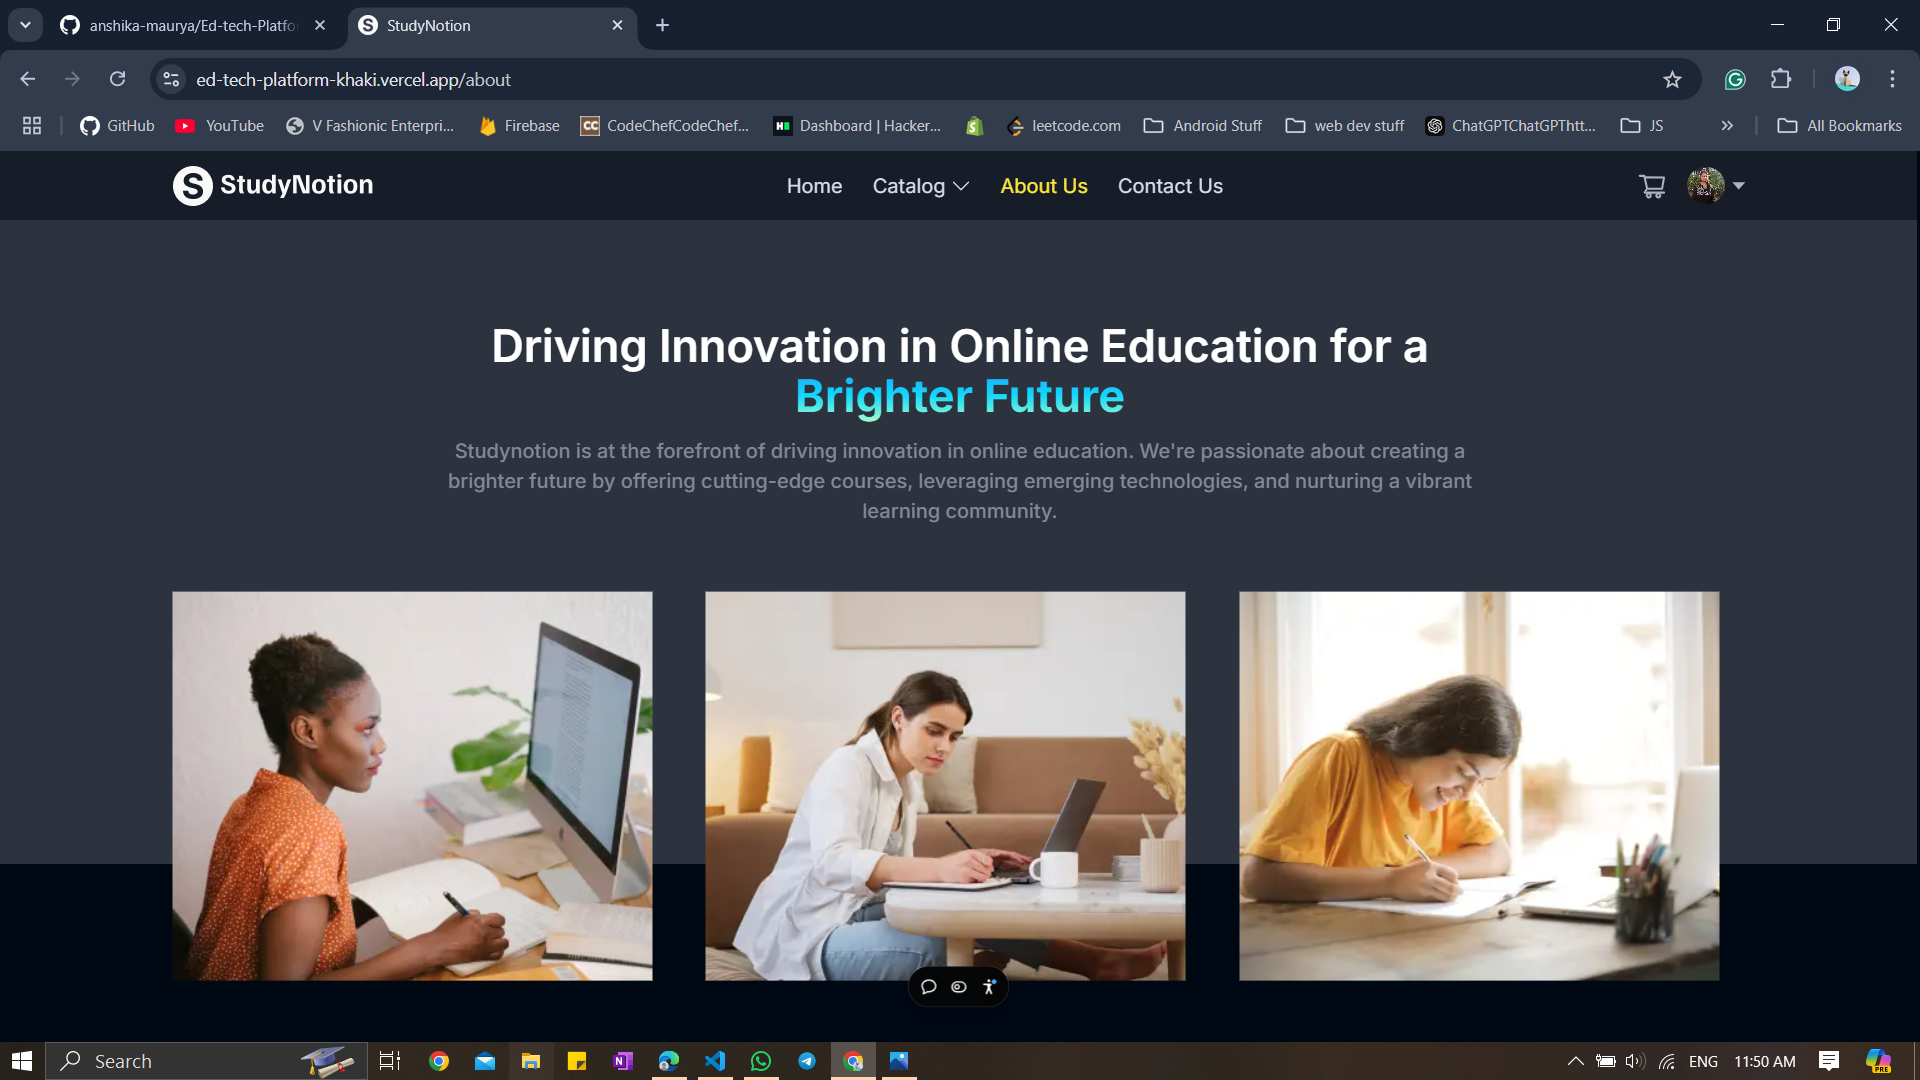 anshika-maurya/Ed-tech-Platfo
StudyNotion
ed-tech-platform-khaki.vercel.app/about
GitHub
YouTube
V Fashionic Enterpri...
Firebase
CC
CodeChefCodeChef...
H
Dashboard | Hacker...
leetcode.com
Android Stuff
web dev stuff
ChatGPTChatGPThtt...
JS
»
All Bookmarks
S StudyNotion
Home
Catalog
About Us
Contact Us
Driving Innovation in Online Education for a
Brighter Future
Studynotion is at the forefront of driving innovation in online education. We're passionate about creating a
brighter future by offering cutting-edge courses, leveraging emerging technologies, and nurturing a vibrant
learning community.
Search
N
ENG
11:50 AM
PRE